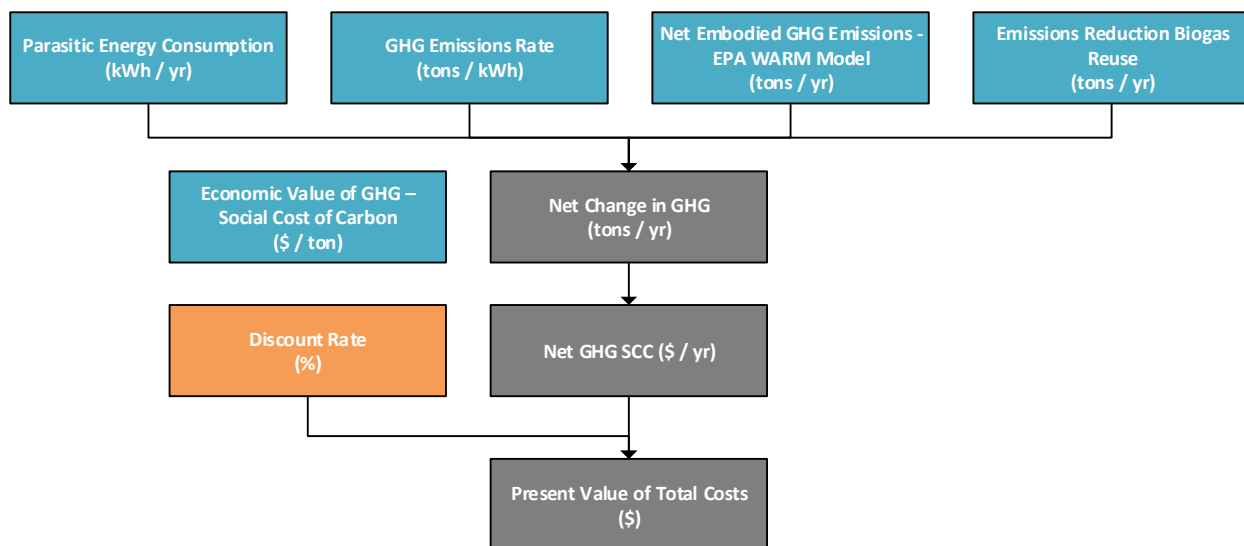 Parasitic Energy Consumption
(kWh / yr)
GHG Emissions Rate
(tons / kWh)
Net Embodied GHG Emissions -
EPA WARM Model
(tons / yr)
Emissions Reduction Biogas
Reuse
(tons / yr)
Economic Value of GHG –
Social Cost of Carbon
($ / ton)
Net Change in GHG
(tons / yr)
Discount Rate
(%)
Net GHG SCC ($ / yr)
Present Value of Total Costs
($)